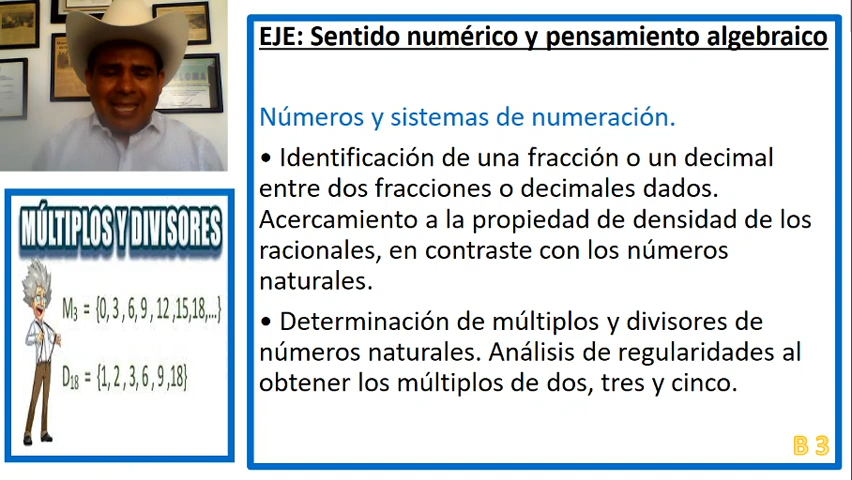 EJE: Sentido numérico y pensamiento algebraico
Números y sistemas de numeración.
• Identificación de una fracción o un decimal
entre dos fracciones o decimales dados.
Acercamiento a la propiedad de densidad de los
racionales, en contraste con los números
naturales.
• Determinación de múltiplos y divisores de
números naturales. Análisis de regularidades al
obtener los múltiplos de dos, tres y cinco.
B 3
MÚLTIPLOS Y DIVISORES
M₃ = {0, 3 , 6, 9 , 12 ,15,18,...}
D₁₈ = {1, 2 , 3, 6 , 9 ,18}